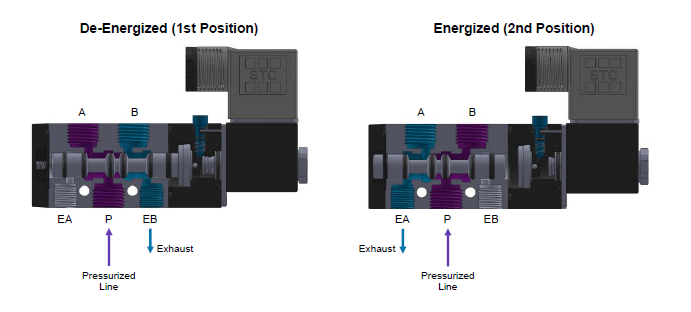 De-Energized (1st Position)
STC
A
B
EA
P
EB
Exhaust
Pressurized
Line
Energized (2nd Position)
STC
A
B
EA
P
EB
Exhaust
Pressurized
Line